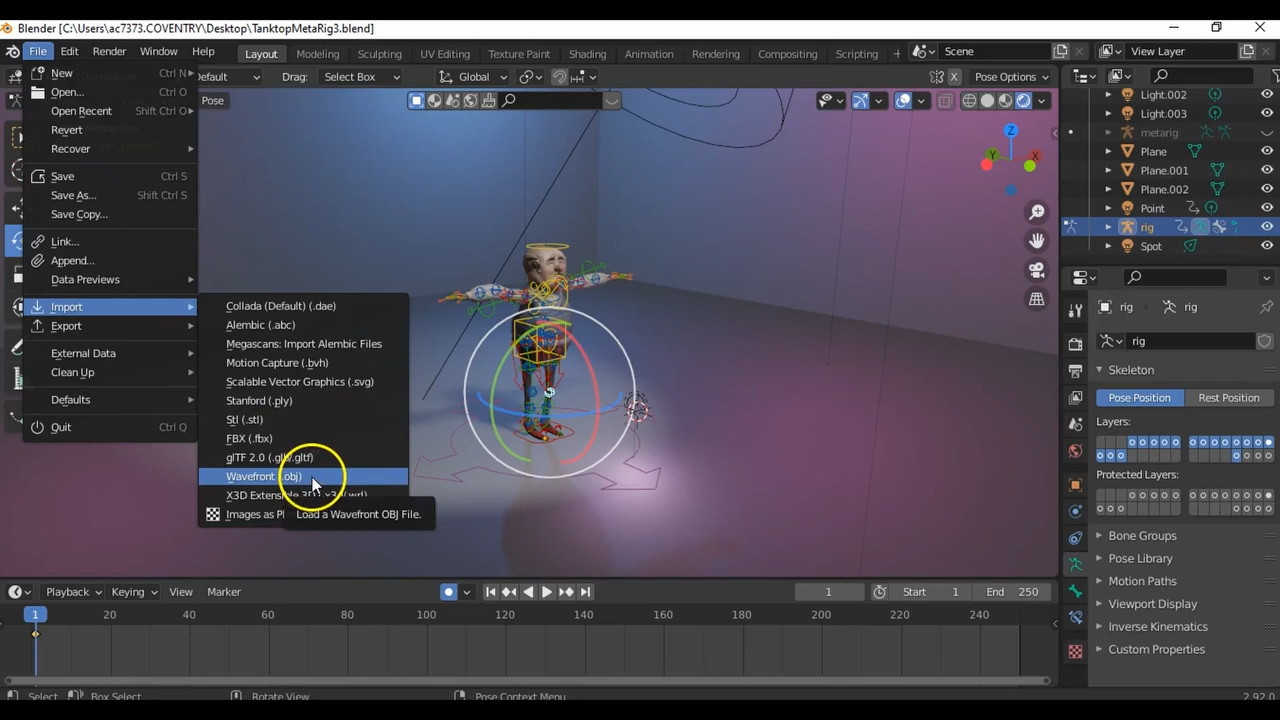 Blender [C:\Users\ac7373.COVENTRY\Desktop\TanktopMetaRig3.blend]
File Edit Render Window Help Layout Modeling Sculpting UV Editing Texture Paint Shading Animation Rendering Compositing Scripting + Scene View Layer
Default Drag: Select Box Global X Pose Options
Pose
New Ctrl N
Open... Ctrl O
Open Recent Shift Ctrl O
Revert
Recover
Save Ctrl S
Save As... Shift Ctrl S
Save Copy...
Link...
Append...
Data Previews
Import
Export
External Data
Clean Up
Defaults
Quit Ctrl Q
Collada (Default) (.dae)
Alembic (.abc)
Megascans: Import Alembic Files
Motion Capture (.bvh)
Scalable Vector Graphics (.svg)
Stanford (.ply)
Stl (.stl)
FBX (.fbx)
glTF 2.0 (.glb/.gltf)
Wavefront (.obj)
X3D Extensible 3D (.x3d/.wrl)
Images as Pl
Load a Wavefront OBJ File.
Z
Y X
Light.002
Light.003
metarig
Plane
Plane.001
Plane.002
Point
rig
Spot
rig rig
rig
Skeleton
Pose Position Rest Position
Layers:
Protected Layers:
Bone Groups
Pose Library
Motion Paths
Viewport Display
Inverse Kinematics
Custom Properties
Playback Keying View Marker 1 Start 1 End 250
1 20 40 60 80 100 120 140 160 180 200 220 240
Select Box Select Rotate View Pose Context Menu 2.92.0